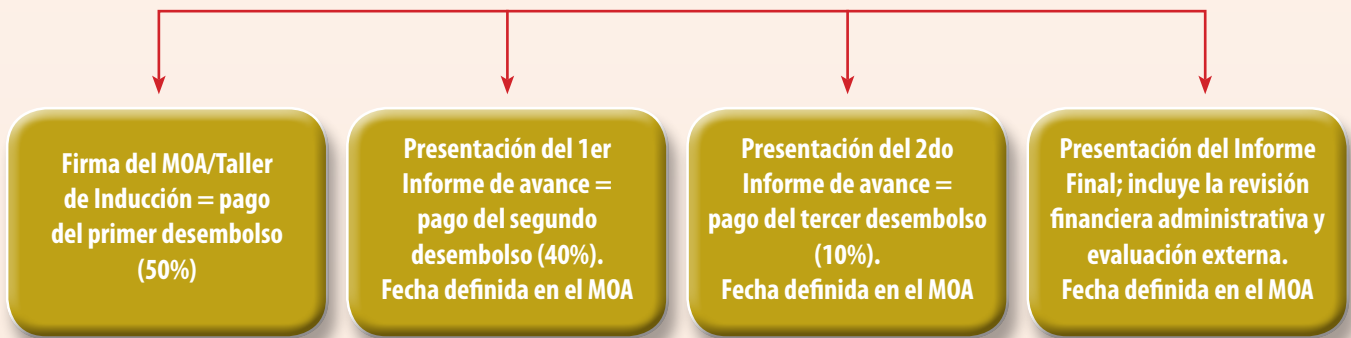 Firma del MOA/Taller
de Inducción = pago
del primer desembolso
(50%)
Presentación del 1er
Informe de avance =
pago del segundo
desembolso (40%).
Fecha definida en el MOA
Presentación del 2do
Informe de avance =
pago del tercer desembolso
(10%).
Fecha definida en el MOA
Presentación del Informe
Final; incluye la revisión
financiera administrativa y
evaluación externa.
Fecha definida en el MOA